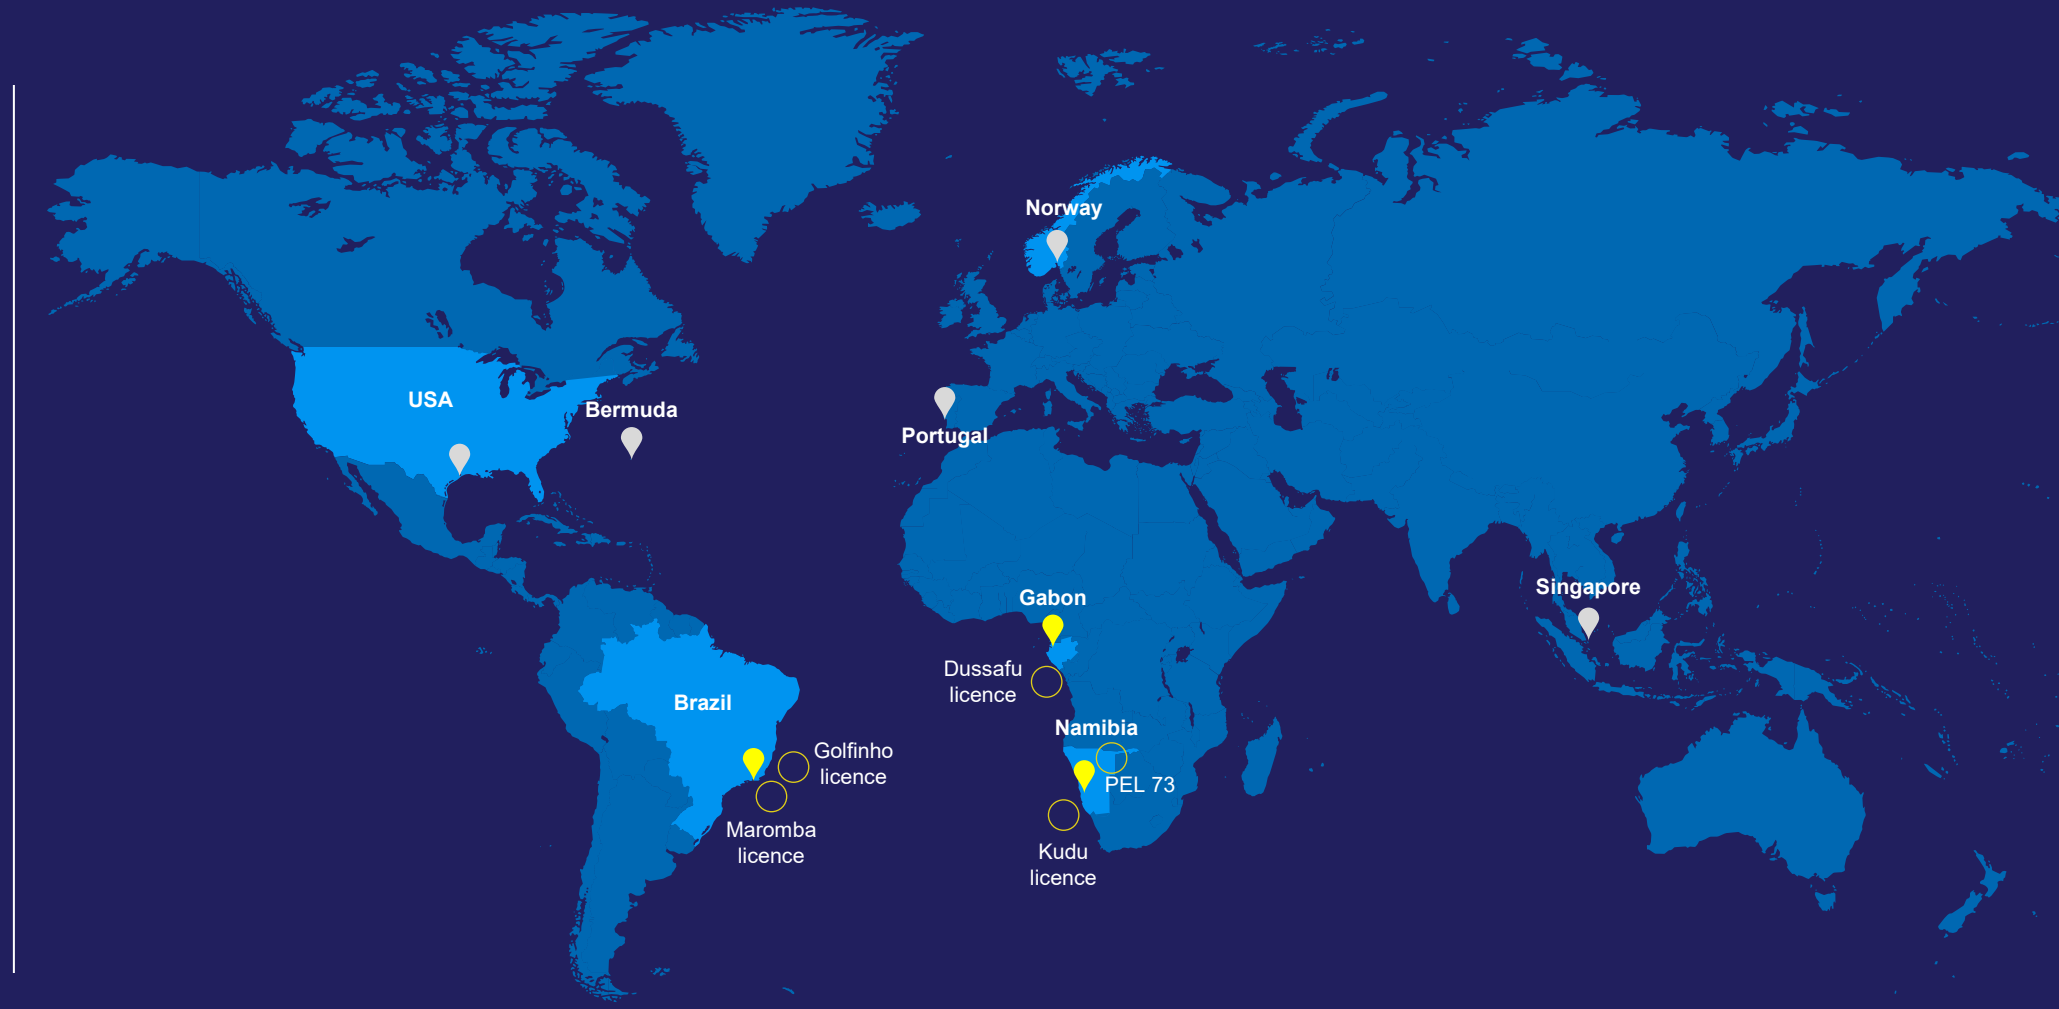 Norway
USA
Bermuda
Portugal
Singapore
Gabon
Dussafu
licence
Brazil
Namibia
Golfinho
licence
PEL 73
Maromba
licence
Kudu
licence